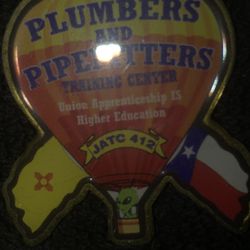 PLUMBERS
AND
PIPEFITTERS
TRAINING CENTER
Union Apprenticeship IS
Higher Education
JATC 412